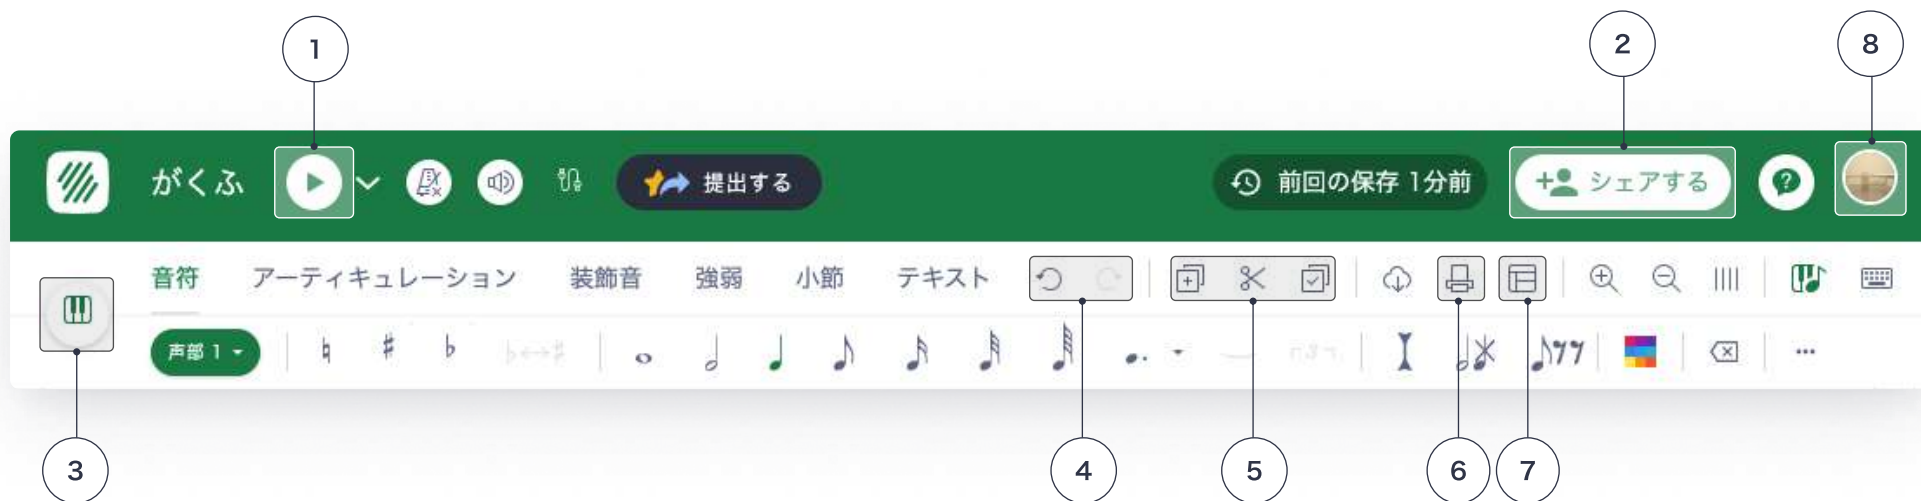 1
2
8
がくふ
提出する
前回の保存 1分前
シェアする
音符 アーティキュレーション 装飾音 強弱 小節 テキスト
声部 1
3
4
5
6
7